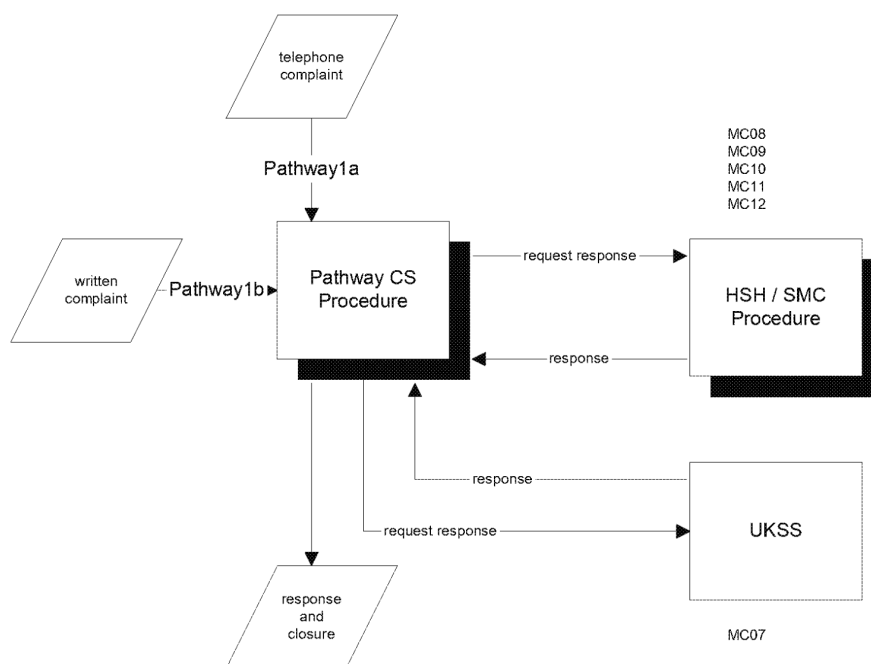 telephone
complaint
Pathway1a
MC08
MC09
MC10
MC11
MC12
written
complaint
Pathway1b
Pathway CS
Procedure
request response
HSH / SMC
Procedure
response
response
request response
UKSS
response
and
closure
MC07